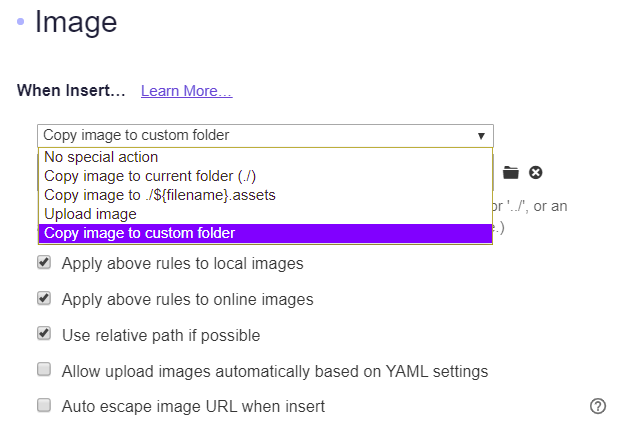 Image
When Insert… Learn More…
Copy image to custom folder
No special action
Copy image to current folder (./)
Copy image to ./${filename}.assets
Upload image
or '../', or an
Copy image to custom folder
.)
Apply above rules to local images
Apply above rules to online images
Use relative path if possible
Allow upload images automatically based on YAML settings
Auto escape image URL when insert